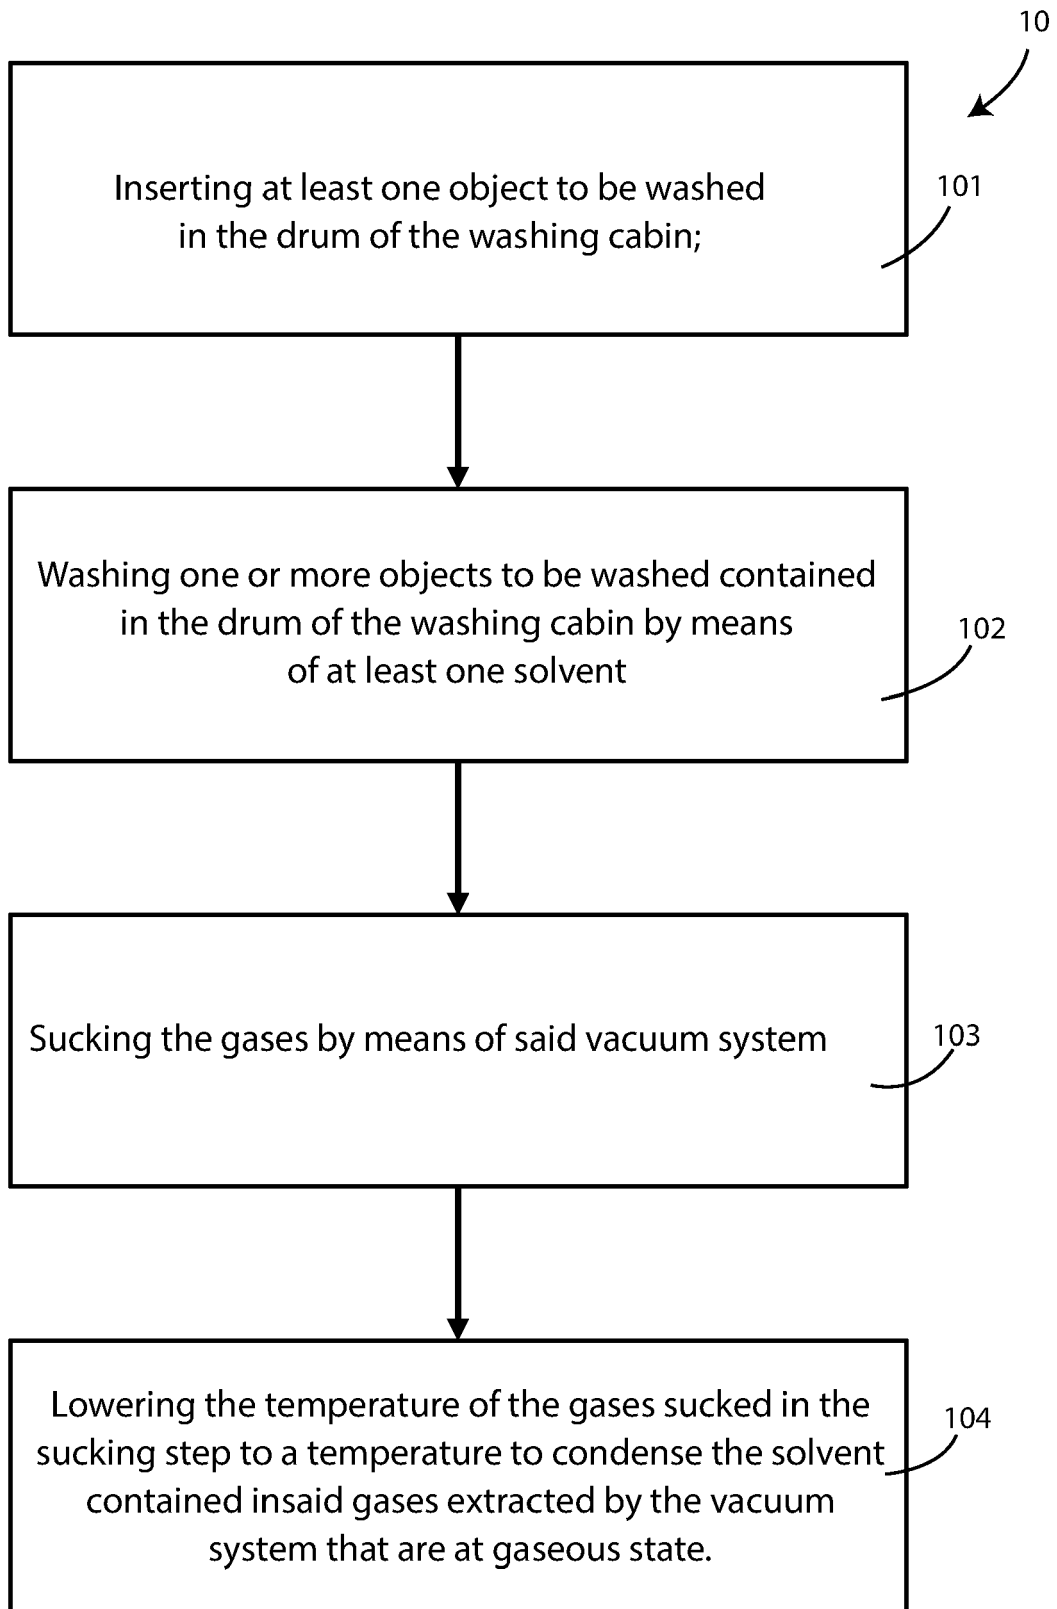 10
Inserting at least one object to be washed
in the drum of the washing cabin;
101
Washing one or more objects to be washed contained
in the drum of the washing cabin by means
of at least one solvent
102
Sucking the gases by means of said vacuum system
103
Lowering the temperature of the gases sucked in the
sucking step to a temperature to condense the solvent
contained insaid gases extracted by the vacuum
system that are at gaseous state.
104